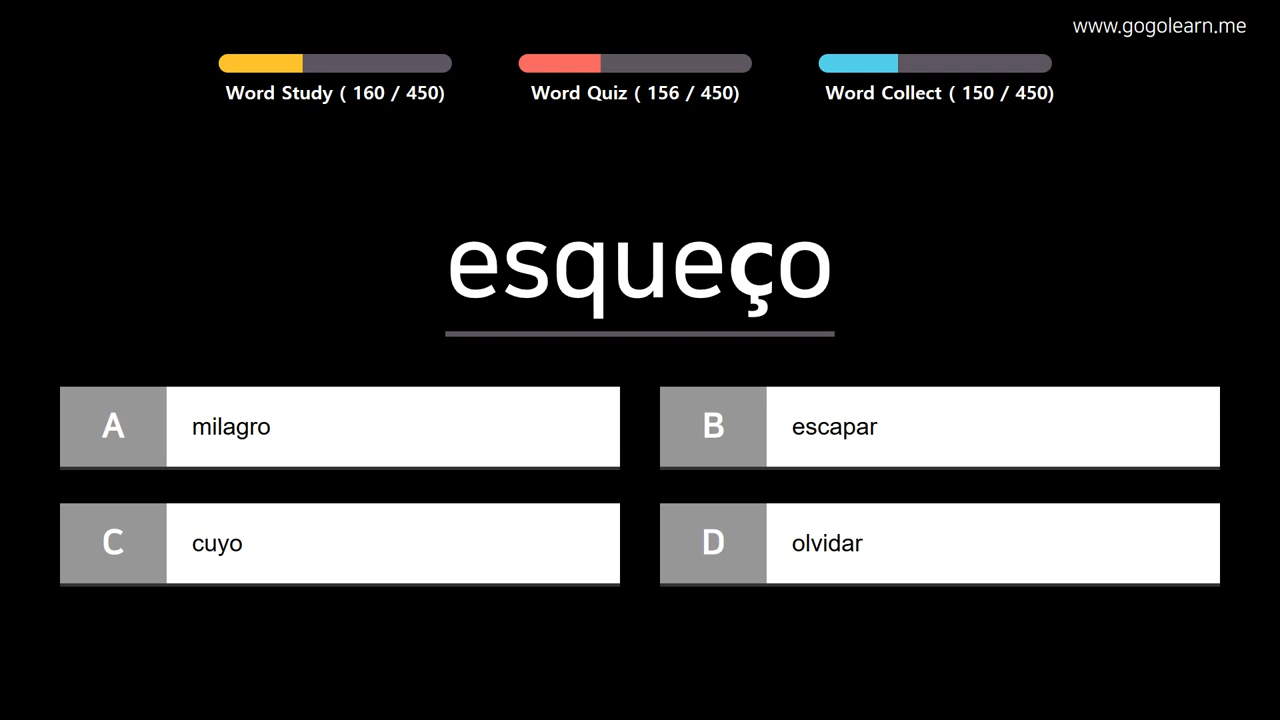 www.gogolearn.me
Word Study ( 160 / 450)
Word Quiz ( 156 / 450)
Word Collect ( 150 / 450)
esqueço
A milagro
B escapar
C cuyo
D olvidar